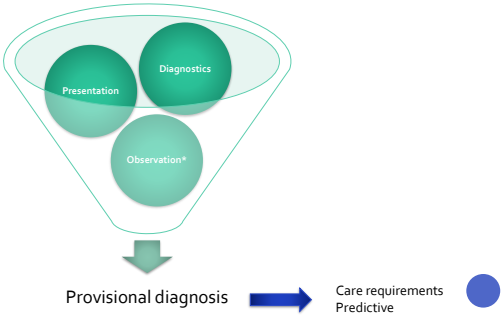 Diagnostics
Presentation
Observation*
Provisional diagnosis
Care requirements
Predictive